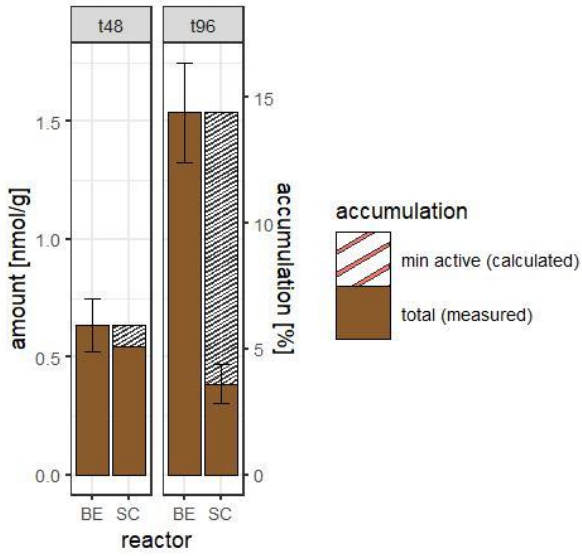 t48
t96
amount [nmol/g]
1.5
1.0
0.5
0.0
15
10
5
0
accumulation [%]
BE SC BE SC
reactor
accumulation
min active (calculated)
total (measured)